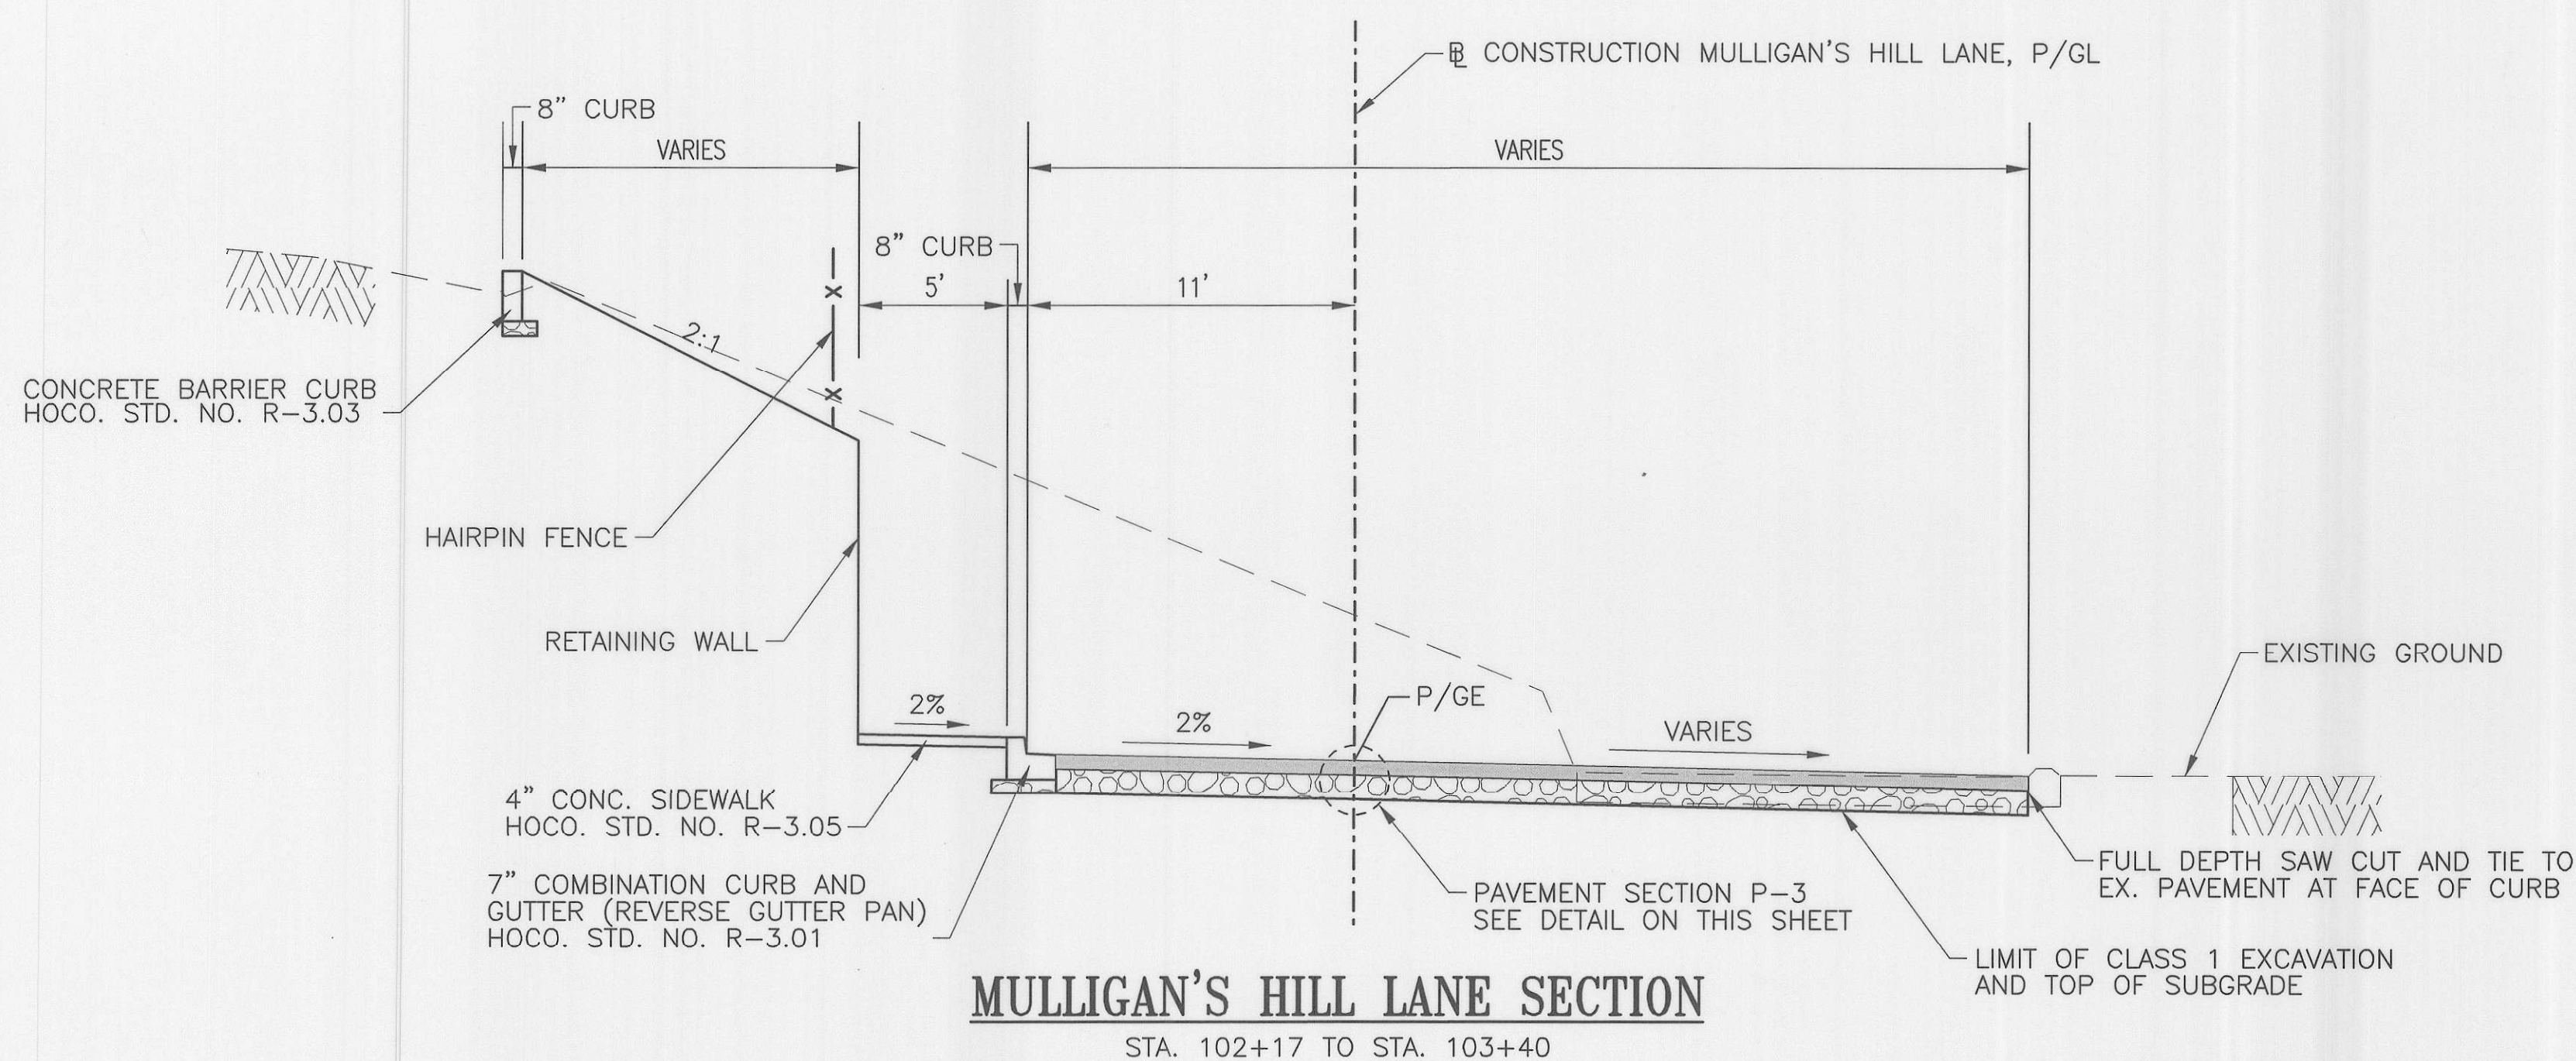 ℄ CONSTRUCTION MULLIGAN'S HILL LANE, P/GL
8" CURB
VARIES
VARIES
8" CURB
5'
11'
2:1
CONCRETE BARRIER CURB
HOCO. STD. NO. R-3.03
HAIRPIN FENCE
RETAINING WALL
EXISTING GROUND
P/GE
2%
2%
VARIES
4" CONC. SIDEWALK
HOCO. STD. NO. R-3.05
7" COMBINATION CURB AND
GUTTER (REVERSE GUTTER PAN)
HOCO. STD. NO. R-3.01
PAVEMENT SECTION P-3
SEE DETAIL ON THIS SHEET
FULL DEPTH SAW CUT AND TIE TO
EX. PAVEMENT AT FACE OF CURB
LIMIT OF CLASS 1 EXCAVATION
AND TOP OF SUBGRADE
MULLIGAN'S HILL LANE SECTION
STA. 102+17 TO STA. 103+40